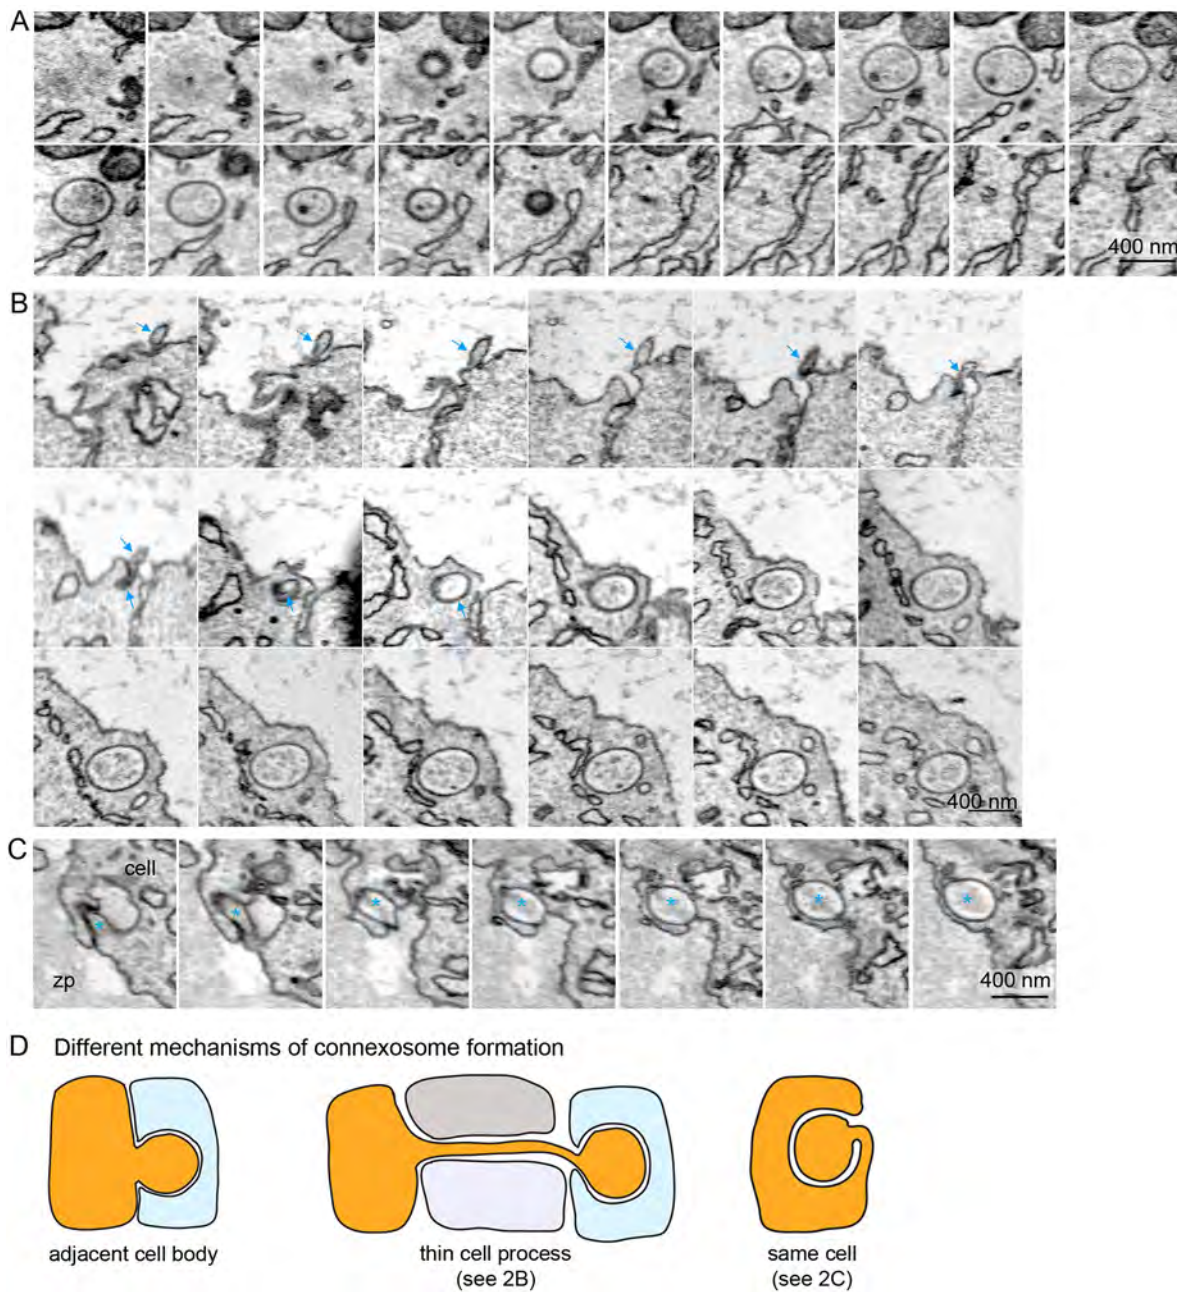 A
400 nm
B
400 nm
C
cell
zp
400 nm
D Different mechanisms of connexosome formation
adjacent cell body
thin cell process
(see 2B)
same cell
(see 2C)